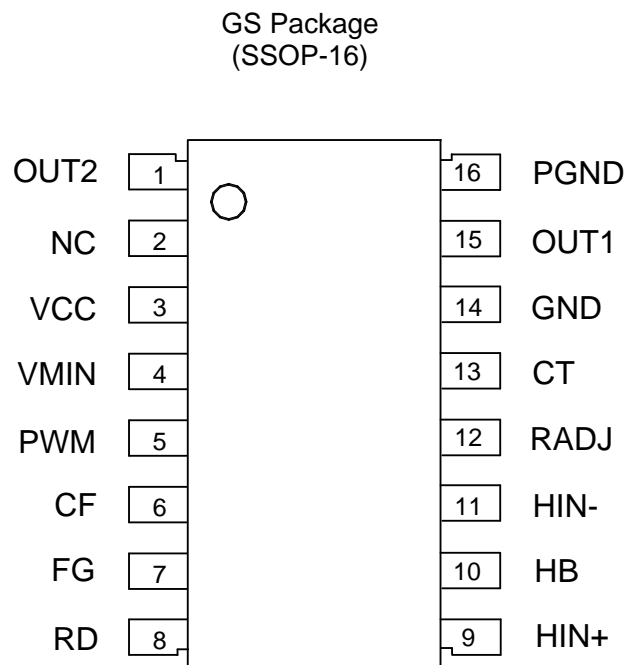 GS Package
(SSOP-16)
OUT2 1 16 PGND
NC 2 15 OUT1
VCC 3 14 GND
VMIN 4 13 CT
PWM 5 12 RADJ
CF 6 11 HIN-
FG 7 10 HB
RD 8 9 HIN+